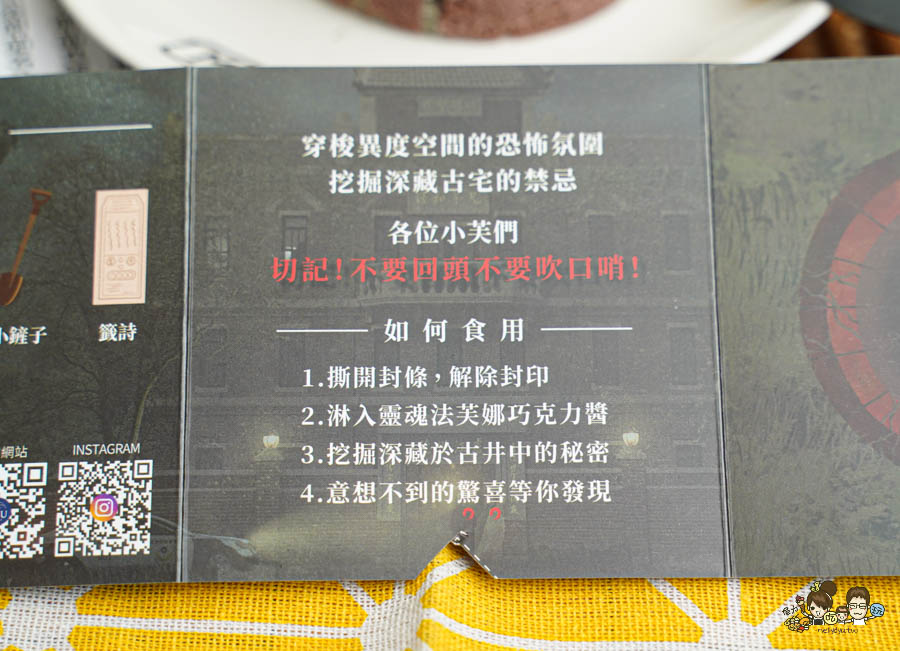 穿梭異度空間的恐怖氛圍
挖掘深藏古宅的禁忌
各位小芙們
切記!不要回頭不要吹口哨!
如何食用
1.撕開封條,解除封印
2.淋入靈魂法芙娜巧克力醬
3.挖掘深藏於古井中的秘密
4.意想不到的驚喜等你發現
小鏟子
籤詩
網站
INSTAGRAM